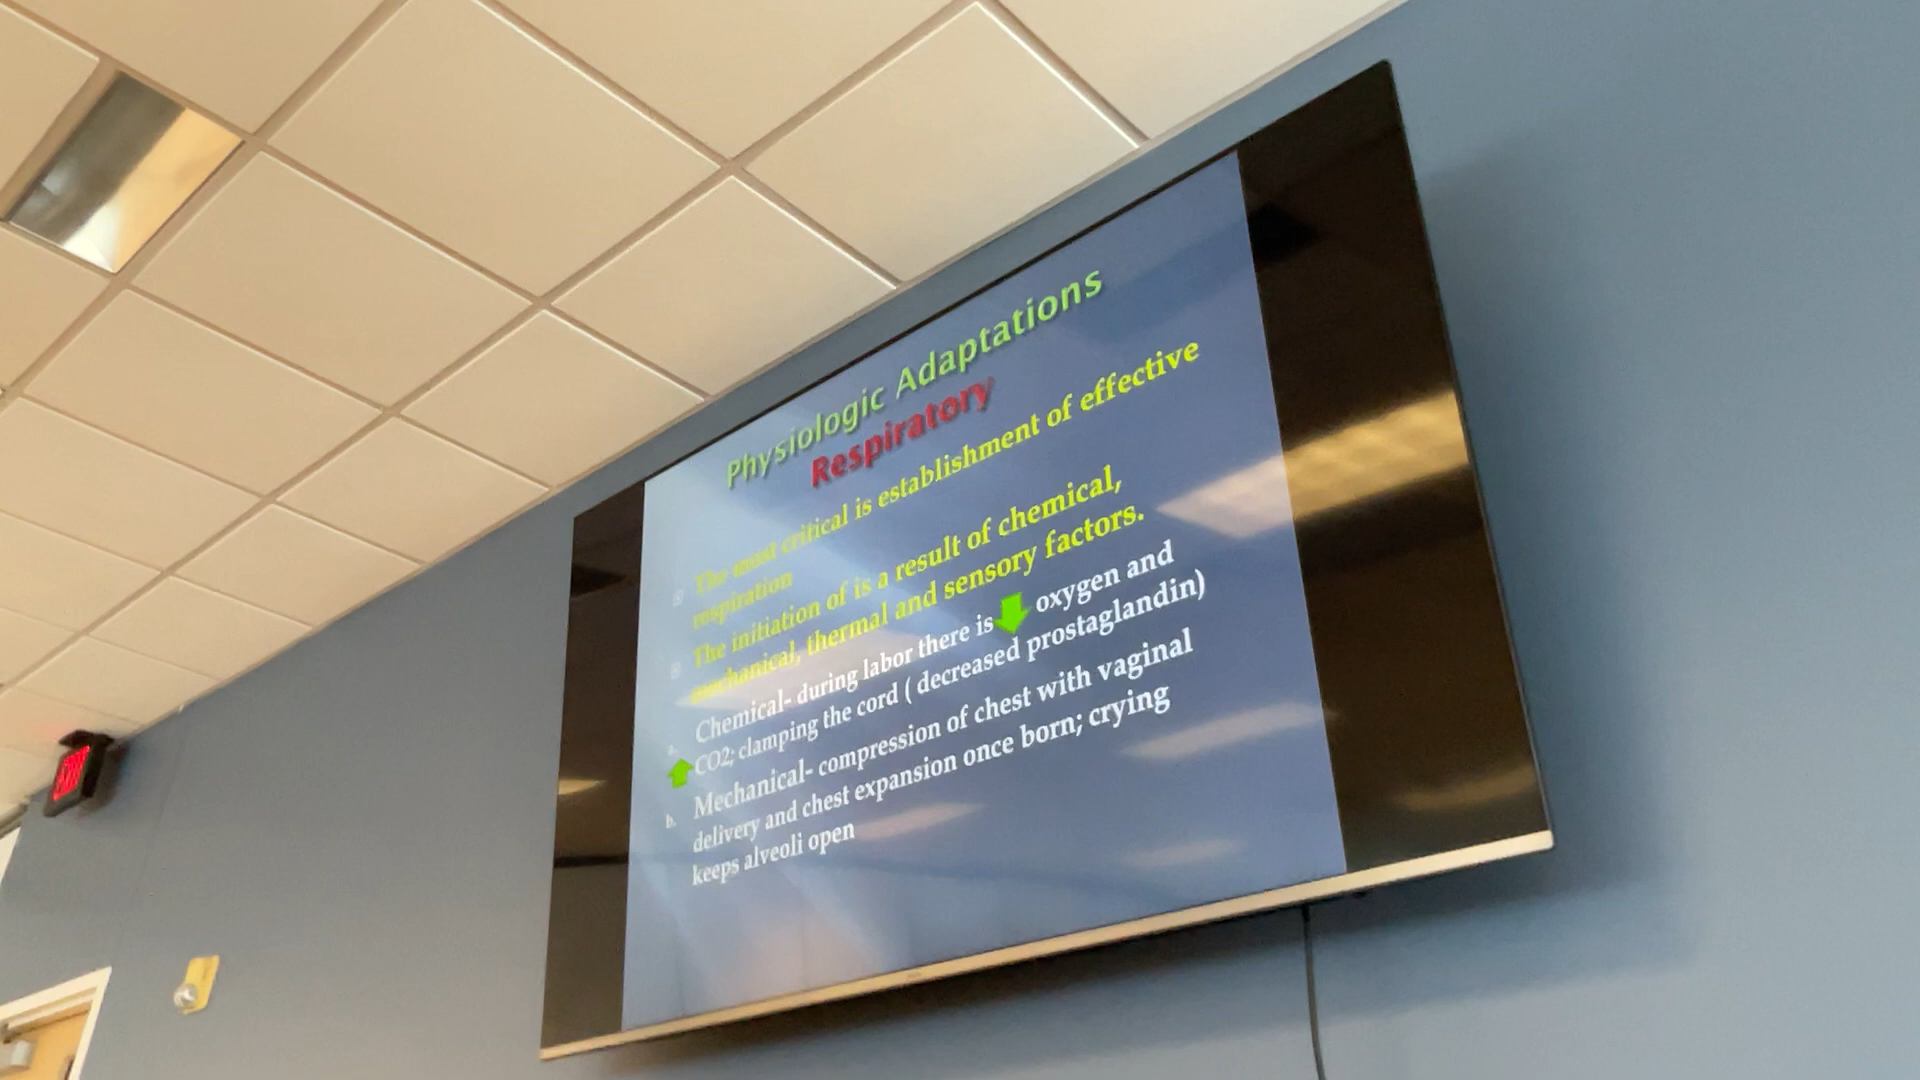 Physiologic Adaptations
Respiratory
The most critical is establishment of effective
respiration
The initiation of is a result of chemical,
mechanical, thermal and sensory factors.
a. Chemical- during labor there is oxygen and
CO2; clamping the cord ( decreased prostaglandin)
b. Mechanical- compression of chest with vaginal
delivery and chest expansion once born; crying
keeps alveoli open